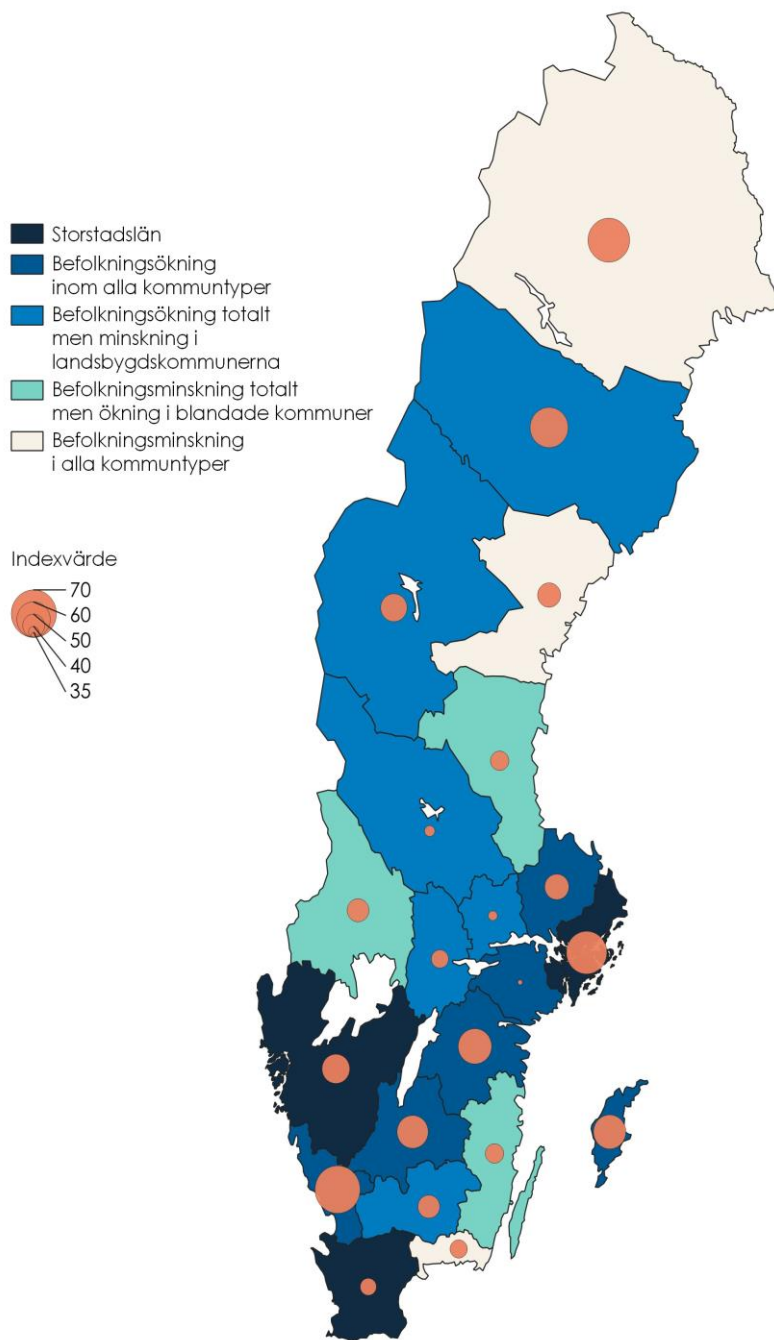 Storstadslän
Befolkningsökning
inom alla kommuntyper
Befolkningsökning totalt
men minskning i
landsbygdskommunerna
Befolkningsminskning totalt
men ökning i blandade kommuner
Befolkningsminskning
i alla kommuntyper
Indexvärde
70
60
50
40
35